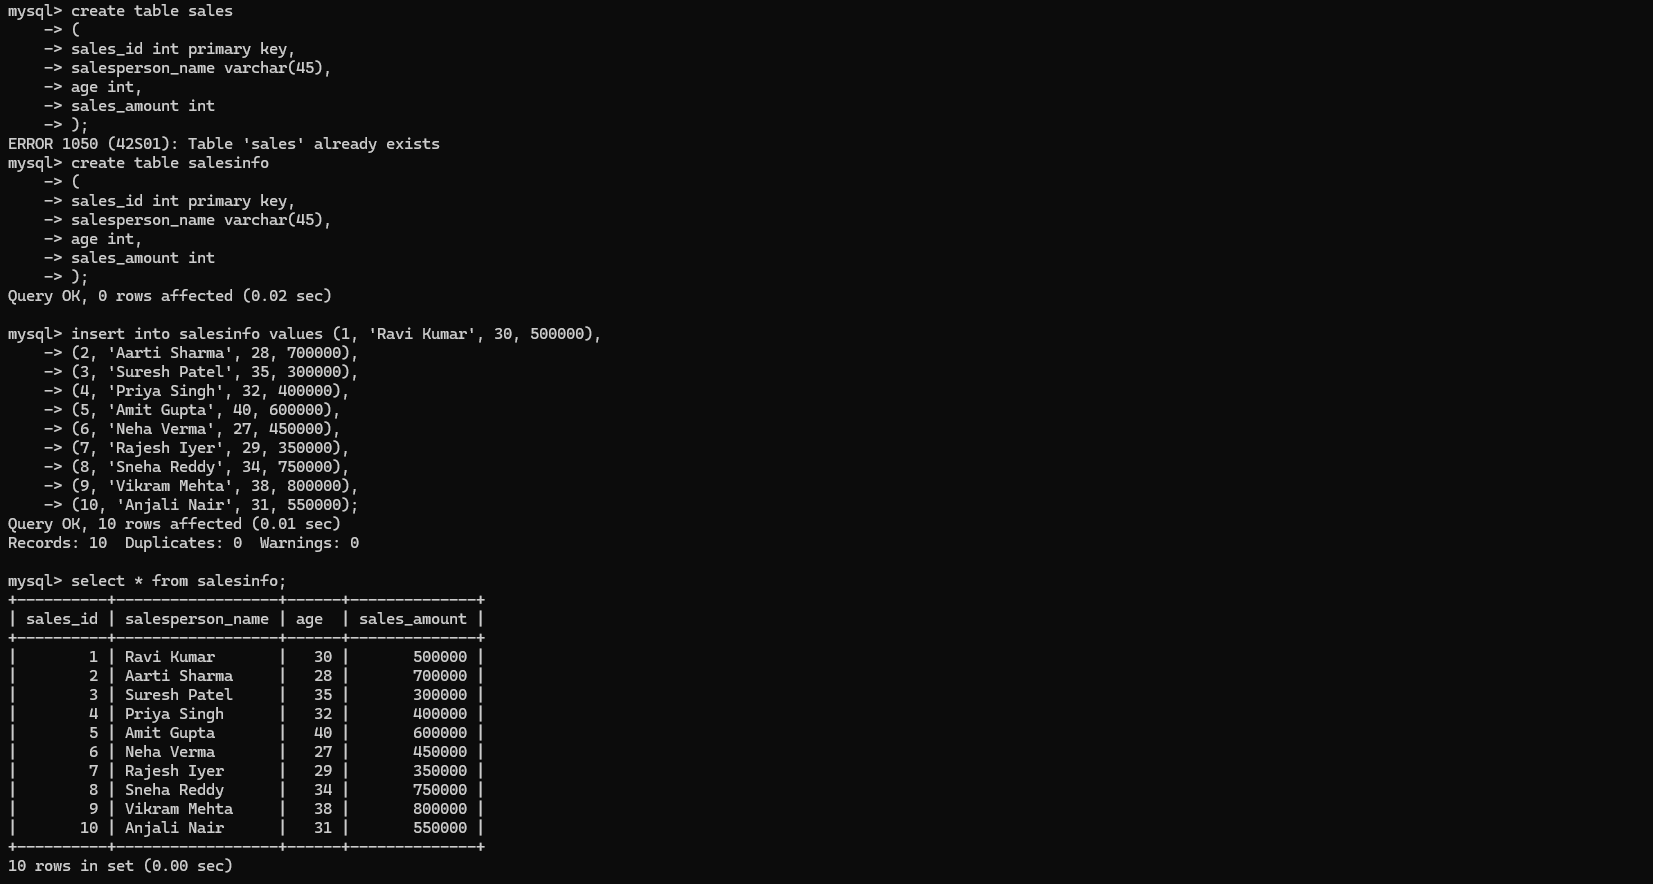 mysql> create table sales
    -> (
    -> sales_id int primary key,
    -> salesperson_name varchar(45),
    -> age int,
    -> sales_amount int
    -> );
ERROR 1050 (42S01): Table 'sales' already exists
mysql> create table salesinfo
    -> (
    -> sales_id int primary key,
    -> salesperson_name varchar(45),
    -> age int,
    -> sales_amount int
    -> );
Query OK, 0 rows affected (0.02 sec)

mysql> insert into salesinfo values (1, 'Ravi Kumar', 30, 500000),
    -> (2, 'Aarti Sharma', 28, 700000),
    -> (3, 'Suresh Patel', 35, 300000),
    -> (4, 'Priya Singh', 32, 400000),
    -> (5, 'Amit Gupta', 40, 600000),
    -> (6, 'Neha Verma', 27, 450000),
    -> (7, 'Rajesh Iyer', 29, 350000),
    -> (8, 'Sneha Reddy', 34, 750000),
    -> (9, 'Vikram Mehta', 38, 800000),
    -> (10, 'Anjali Nair', 31, 550000);
Query OK, 10 rows affected (0.01 sec)
Records: 10  Duplicates: 0  Warnings: 0

mysql> select * from salesinfo;
+----------+------------------+------+--------------+
| sales_id | salesperson_name | age  | sales_amount |
+----------+------------------+------+--------------+
|        1 | Ravi Kumar       |   30 |       500000 |
|        2 | Aarti Sharma     |   28 |       700000 |
|        3 | Suresh Patel     |   35 |       300000 |
|        4 | Priya Singh      |   32 |       400000 |
|        5 | Amit Gupta       |   40 |       600000 |
|        6 | Neha Verma       |   27 |       450000 |
|        7 | Rajesh Iyer      |   29 |       350000 |
|        8 | Sneha Reddy      |   34 |       750000 |
|        9 | Vikram Mehta     |   38 |       800000 |
|       10 | Anjali Nair      |   31 |       550000 |
+----------+------------------+------+--------------+
10 rows in set (0.00 sec)